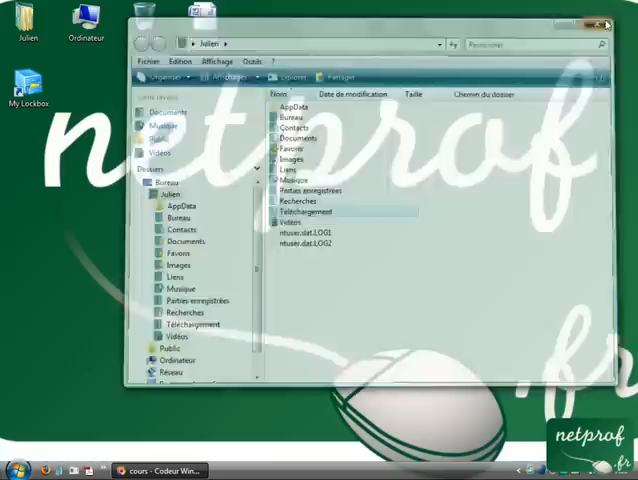 Julien
Ordinateur
My Lockbox
Julien
Rechercher
Fichier Edition Affichage Outils ?
Organiser Affichages Explorer Partager
Nom Date de modification Taille Chemin du dossier
Documents
Musique
Public
Vidéos
Dossiers
Bureau
Julien
AppData
Bureau
Contacts
Documents
Favoris
Images
Liens
Musique
Parties enregistrées
Recherches
Téléchargement
Vidéos
Public
Ordinateur
Réseau
AppData
Bureau
Contacts
Documents
Favoris
Images
Liens
Musique
Parties enregistrées
Recherches
Téléchargement
Vidéos
ntuser.dat.LOG1
ntuser.dat.LOG2
netprof
.fr
cours - Codeur Win...
netprof
.fr